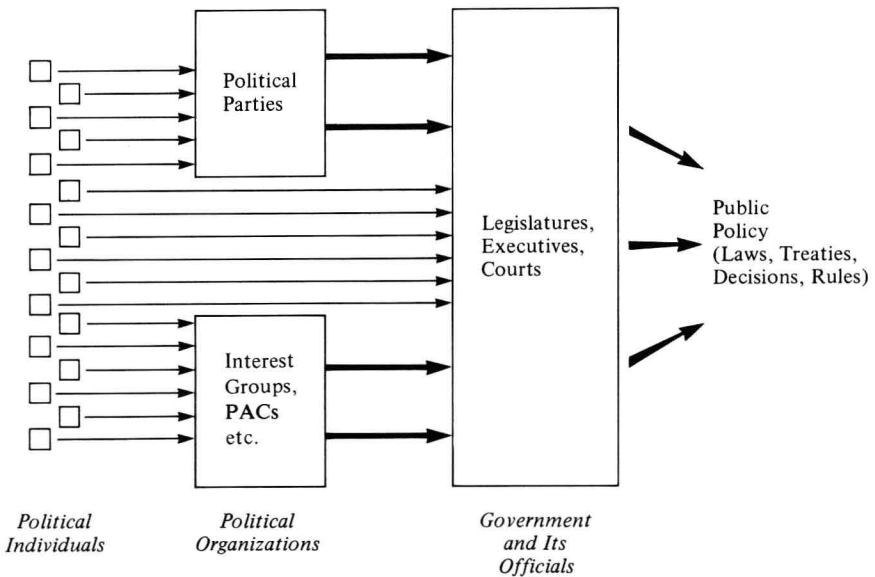 Political
Parties
Legislatures,
Executives,
Courts
Public
Policy
(Laws, Treaties,
Decisions, Rules)
Interest
Groups,
PACs
etc.
Political
Individuals
Political
Organizations
Government
and Its
Officials